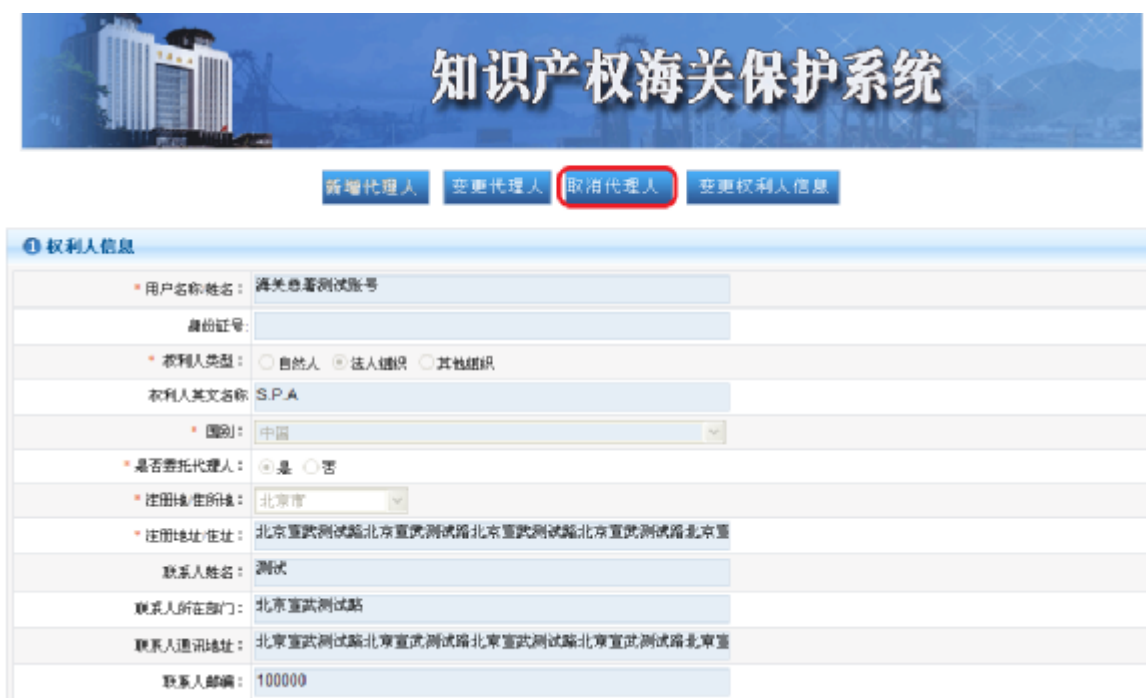 知识产权海关保护系统
新增代理人 变更代理人 取消代理人 变更权利人信息
1 权利人信息
* 用户名称/姓名： 海关总署测试账号
身份证号:
* 权利人类型： 自然人 法人组织 其他组织
权利人英文名称: S.P.A
* 国别： 中国
* 是否委托代理人： 是 否
* 注册地/住所地： 北京市
* 注册地址/住址： 北京宣武测试路北京宣武测试路北京宣武测试路北京宣武测试路北京宣
联系人姓名： 测试
联系人所在部门： 北京宣武测试路
联系人通讯地址： 北京宣武测试路北京宣武测试路北京宣武测试路北京宣武测试路北京宣
联系人邮编： 100000